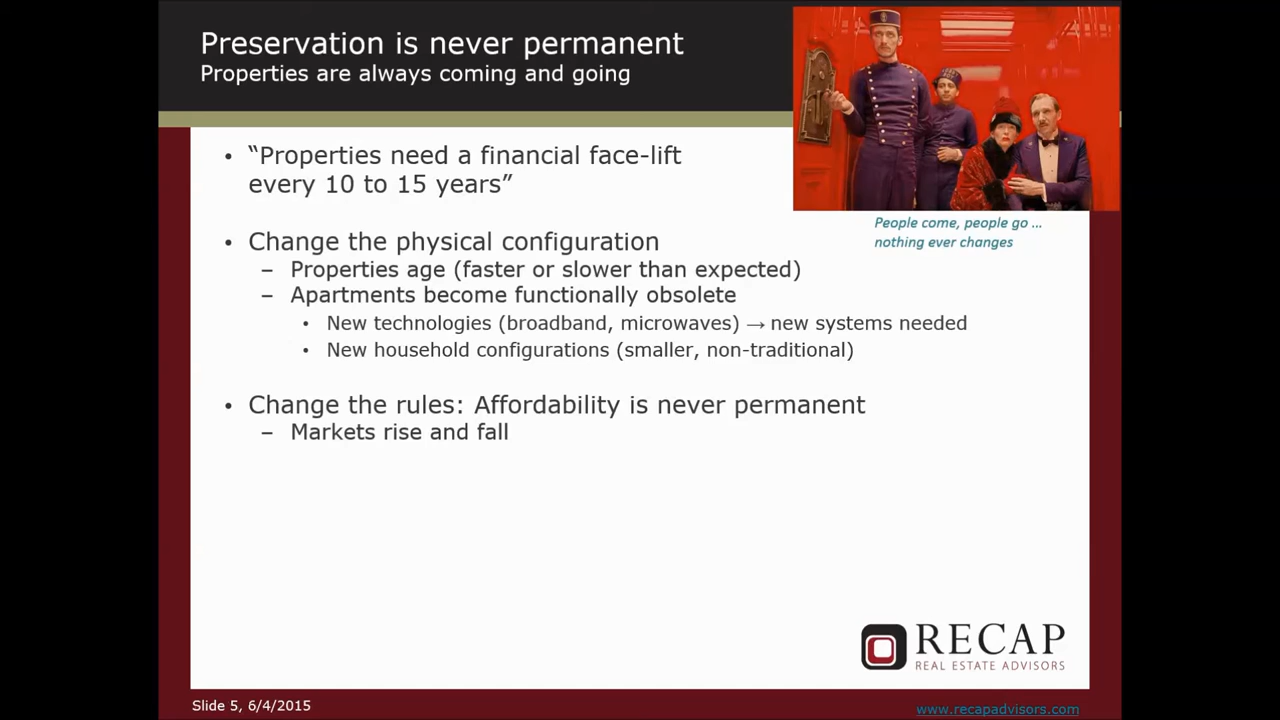 Preservation is never permanent
Properties are always coming and going
• “Properties need a financial face-lift
every 10 to 15 years”
People come, people go ...
nothing ever changes
• Change the physical configuration
– Properties age (faster or slower than expected)
– Apartments become functionally obsolete
• New technologies (broadband, microwaves) → new systems needed
• New household configurations (smaller, non-traditional)
• Change the rules: Affordability is never permanent
– Markets rise and fall
RECAP
REAL ESTATE ADVISORS
Slide 5, 6/4/2015
www.recapadvisors.com